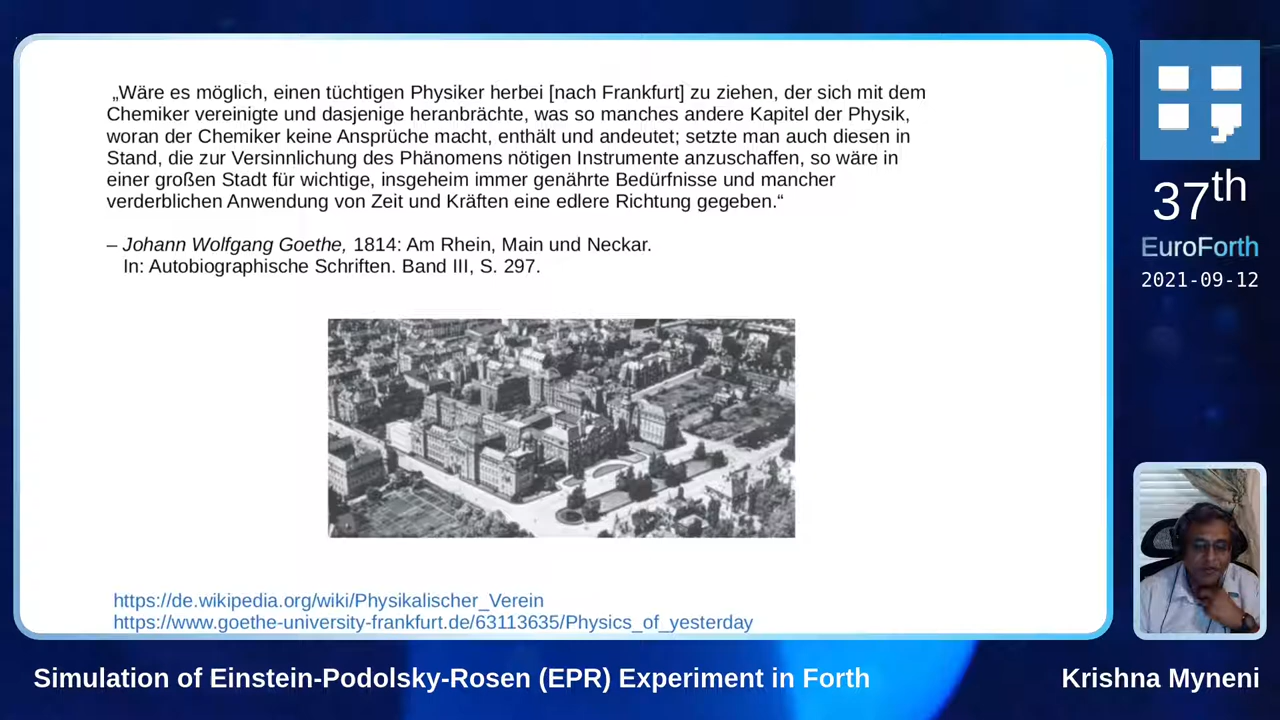 „Wäre es möglich, einen tüchtigen Physiker herbei [nach Frankfurt] zu ziehen, der sich mit dem
Chemiker vereinigte und dasjenige heranbrächte, was so manches andere Kapitel der Physik,
woran der Chemiker keine Ansprüche macht, enthält und andeutet; setzte man auch diesen in
Stand, die zur Versinnlichung des Phänomens nötigen Instrumente anzuschaffen, so wäre in
einer großen Stadt für wichtige, insgeheim immer genährte Bedürfnisse und mancher
verderblichen Anwendung von Zeit und Kräften eine edlere Richtung gegeben.“
– Johann Wolfgang Goethe, 1814: Am Rhein, Main und Neckar.
In: Autobiographische Schriften. Band III, S. 297.
https://de.wikipedia.org/wiki/Physikalischer_Verein
https://www.goethe-university-frankfurt.de/63113635/Physics_of_yesterday
37th
EuroForth
2021-09-12
Simulation of Einstein-Podolsky-Rosen (EPR) Experiment in Forth
Krishna Myneni